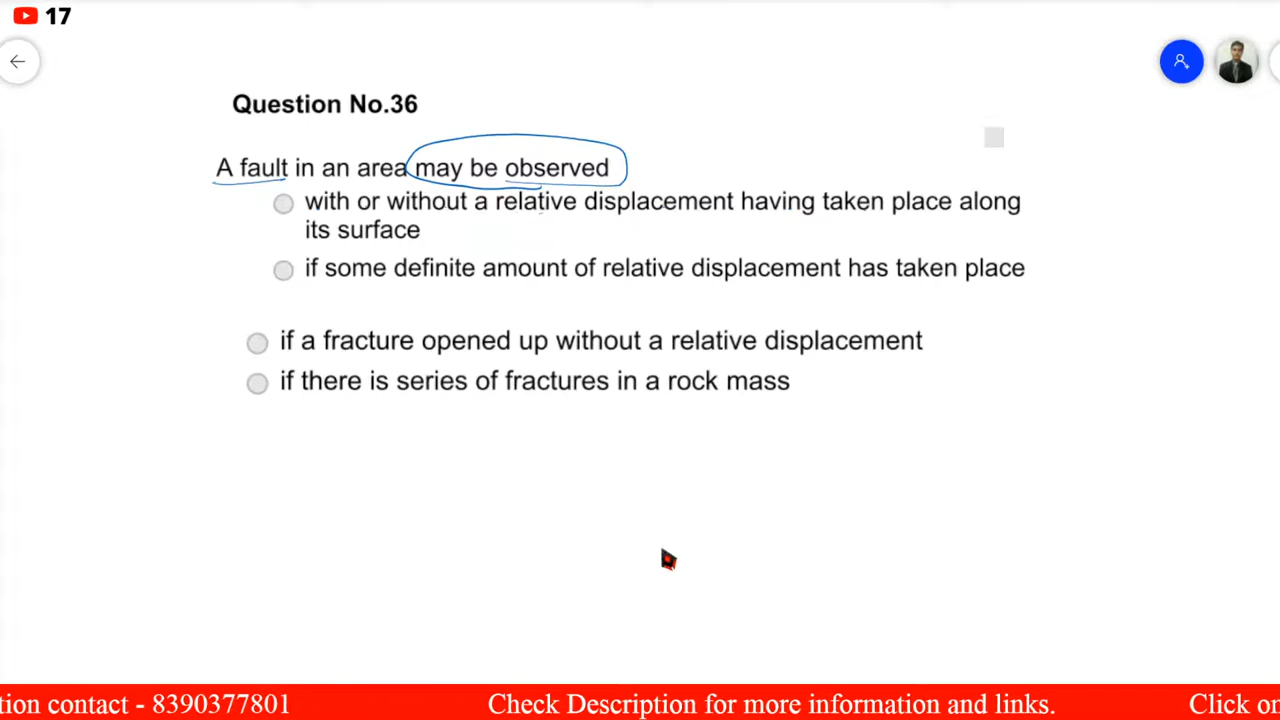 17
Question No.36
A fault in an area may be observed
with or without a relative displacement having taken place along
its surface
if some definite amount of relative displacement has taken place
if a fracture opened up without a relative displacement
if there is series of fractures in a rock mass
tion contact - 8390377801 Check Description for more information and links. Click on